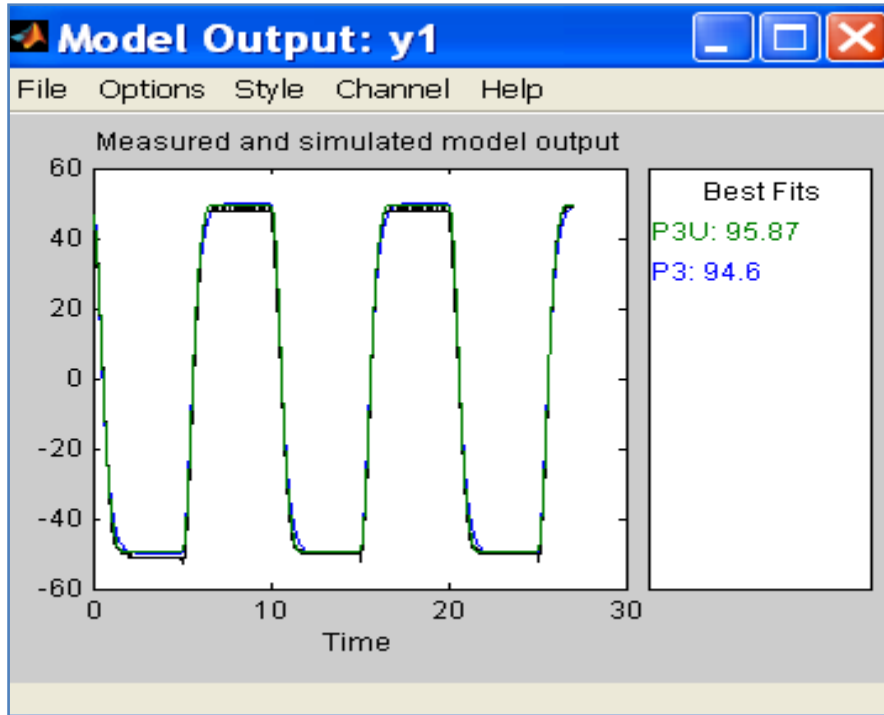 Model Output: y1
File Options Style Channel Help
Measured and simulated model output
60
40
20
0
-20
-40
-60
0 10 20 30
Time
Best Fits
P3U: 95.87
P3: 94.6